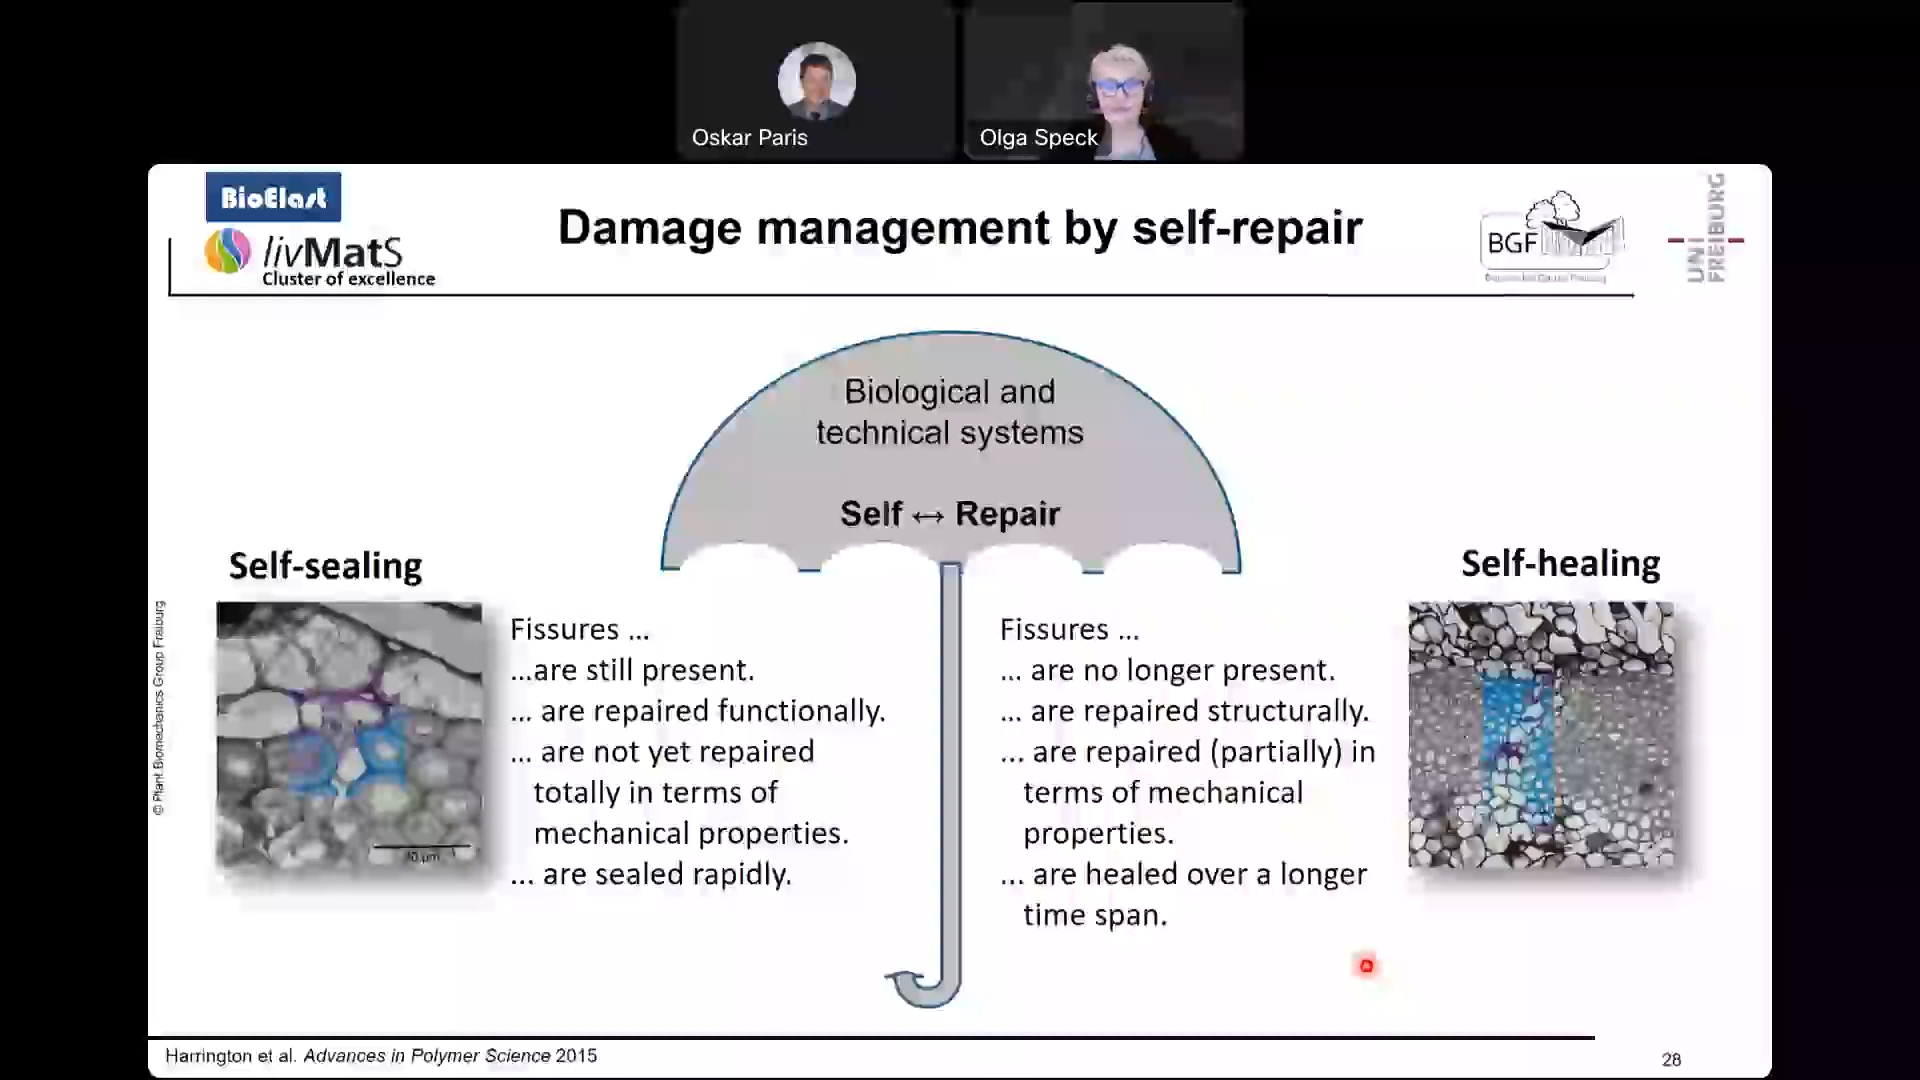 Oskar Paris
Olga Speck
BioElast
livMatS
Cluster of excellence
Damage management by self-repair
BGF
UNI
FREIBURG
Biological and
technical systems
Self ↔ Repair
Self-sealing
Self-healing
© Plant Biomechanics Group Freiburg
Fissures ...
...are still present.
... are repaired functionally.
... are not yet repaired
totally in terms of
mechanical properties.
... are sealed rapidly.
Fissures ...
... are no longer present.
... are repaired structurally.
... are repaired (partially) in
terms of mechanical
properties.
... are healed over a longer
time span.
Harrington et al. Advances in Polymer Science 2015
28